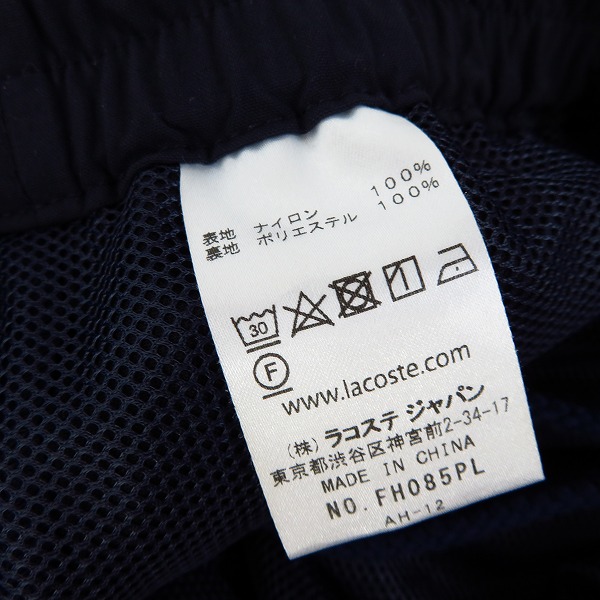 表地 ナイロン 100%
裏地 ポリエステル 100%
30
F
www.lacoste.com
(株) ラコステ ジャパン
東京都渋谷区神宮前2-34-17
MADE IN CHINA
NO. FH085PL
AH-12